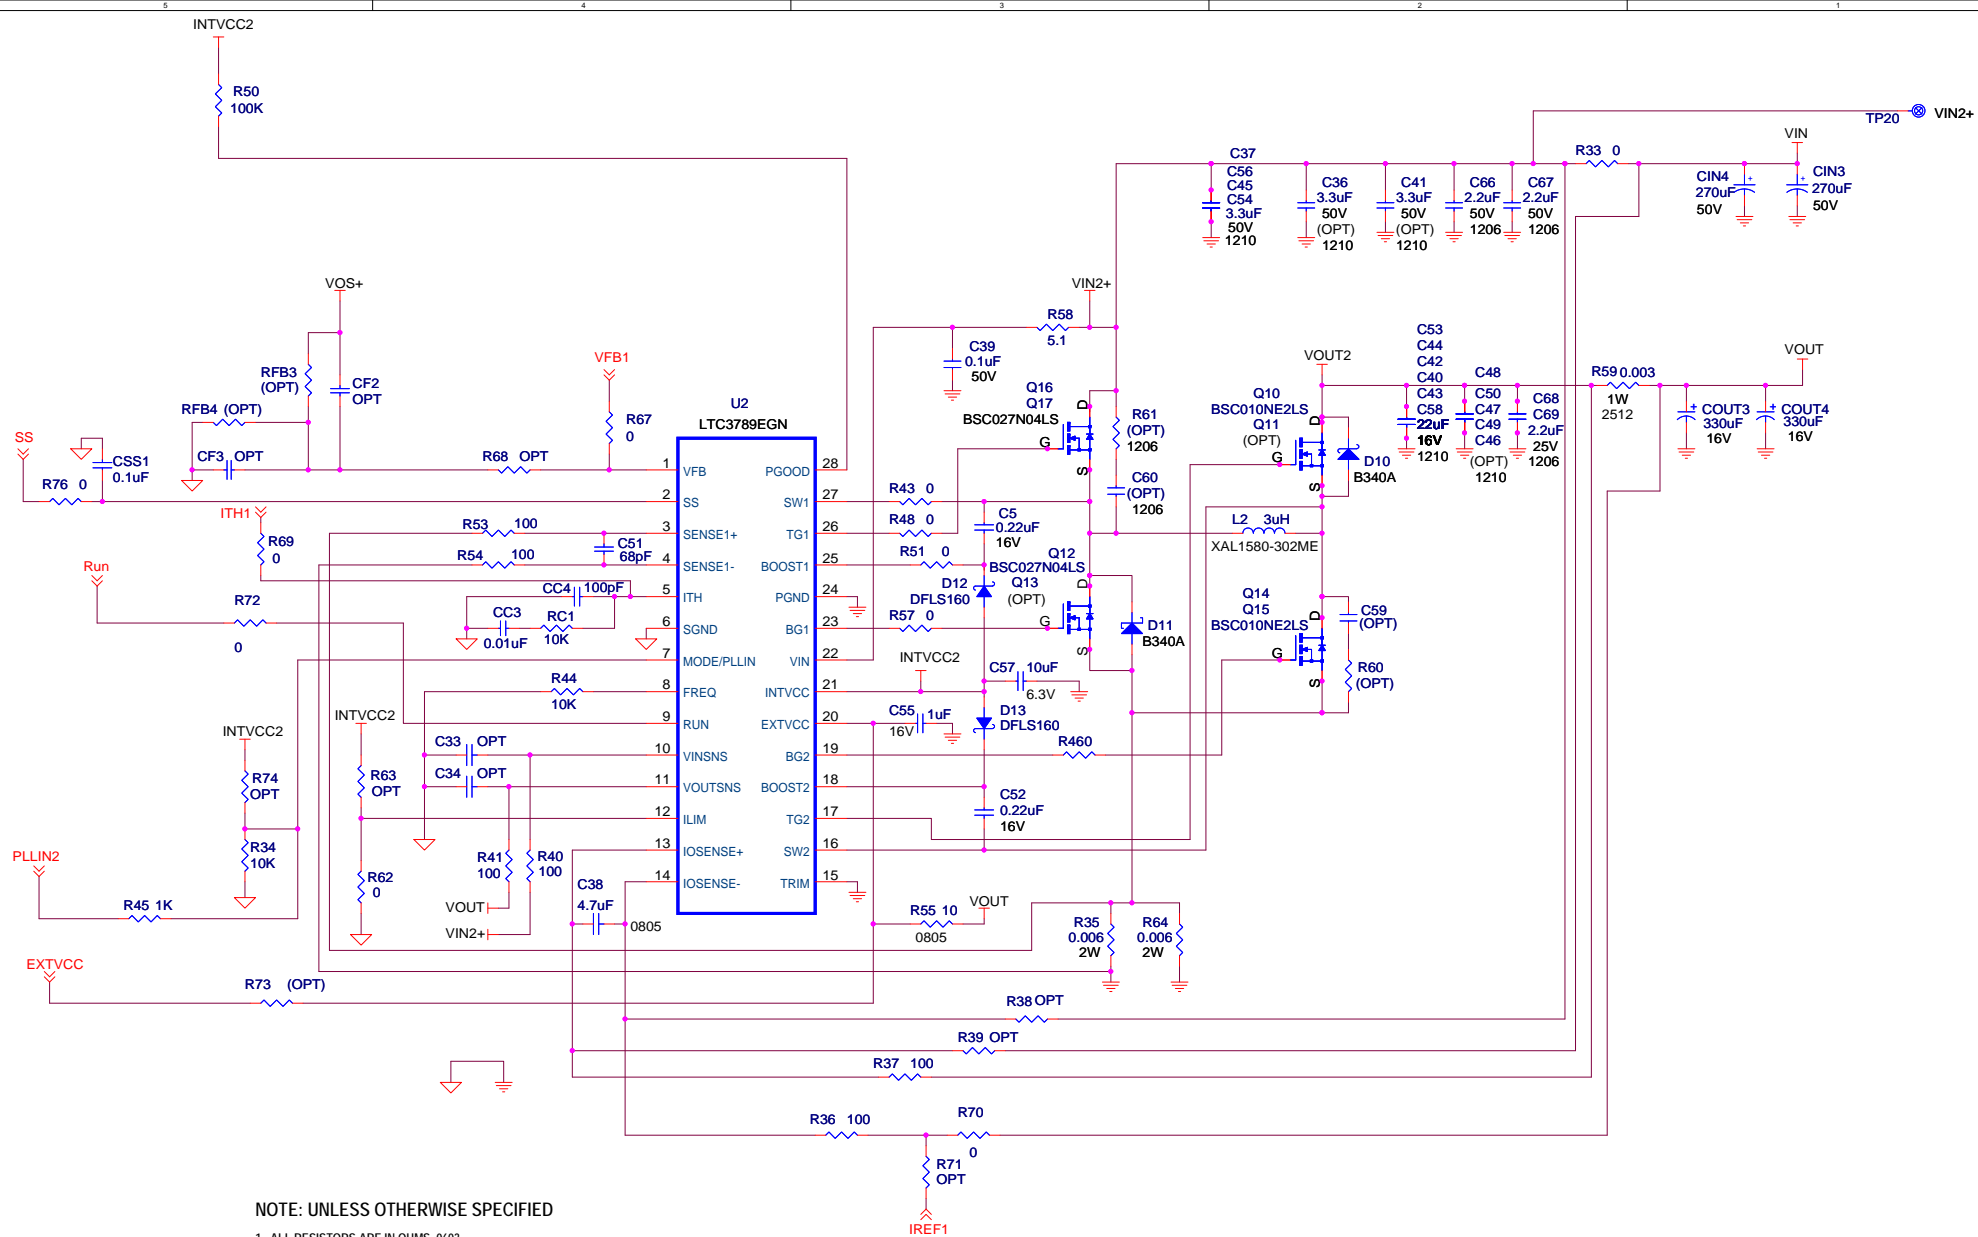 5 4 3 2 1
INTVCC2
R50
100K
TP20
VIN2+
VIN
R33 0
C37
C56
C45
C54
3.3uF
50V
1210
C36
3.3uF
50V
(OPT)
1210
C41
3.3uF
50V
(OPT)
1210
C66
2.2uF
50V
1206
C67
2.2uF
50V
1206
CIN4
270uF
50V
CIN3
270uF
50V
+
+
VOS+
RFB3
(OPT)
CF2
OPT
RFB4 (OPT)
CF3 OPT
SS
CSS1
0.1uF
R76 0
R68 OPT
VFB1
R67
0
ITH1
R69
0
R53 100
R54 100
C51
68pF
CC4 100pF
CC3
0.01uF
RC1
10K
Run
R72
0
R44
10K
INTVCC2
R74
OPT
R34
10K
INTVCC2
R63
OPT
R62
0
C33 OPT
C34 OPT
R41
100
R40
100
VOUT
VIN2+
PLLIN2
R45 1K
EXTVCC
R73 (OPT)
C38
4.7uF
0805
U2
LTC3789EGN
1 VFB
2 SS
3 SENSE1+
4 SENSE1-
5 ITH
6 SGND
7 MODE/PLLIN
8 FREQ
9 RUN
10 VINSNS
11 VOUTSNS
12 ILIM
13 IOSENSE+
14 IOSENSE-
PGOOD 28
SW1 27
TG1 26
BOOST1 25
PGND 24
BG1 23
VIN 22
INTVCC 21
EXTVCC 20
BG2 19
BOOST2 18
TG2 17
SW2 16
TRIM 15
VIN2+
R58
5.1
C39
0.1uF
50V
Q16
Q17
BSC027N04LS
D
G
S
R61
(OPT)
1206
C60
(OPT)
1206
R43 0
R48 0
R51 0
R57 0
C5
0.22uF
16V
D12
DFLS160
Q12
BSC027N04LS
Q13
(OPT)
D
G
S
D11
B340A
INTVCC2
C57 10uF
6.3V
C55 1uF
16V
D13
DFLS160
R460
C52
0.22uF
16V
VOUT
R55 10
0805
R35
0.006
2W
R64
0.006
2W
VOUT2
Q10
BSC010NE2LS
Q11
(OPT)
D
G
S
D10
B340A
L2 3uH
XAL1580-302ME
Q14
Q15
BSC010NE2LS
D
G
S
C59
(OPT)
R60
(OPT)
C53
C44
C42
C40
C43
C58
22uF
16V
1210
C48
C50
C47
C49
C46
(OPT)
1210
C68
C69
2.2uF
25V
1206
R59 0.003
1W
2512
VOUT
+
COUT3
330uF
16V
+
COUT4
330uF
16V
R38 OPT
R39 OPT
R37 100
R36 100
R70
0
R71
OPT
IREF1
NOTE: UNLESS OTHERWISE SPECIFIED
1. ALL RESISTORS ARE IN OHMS, 0603